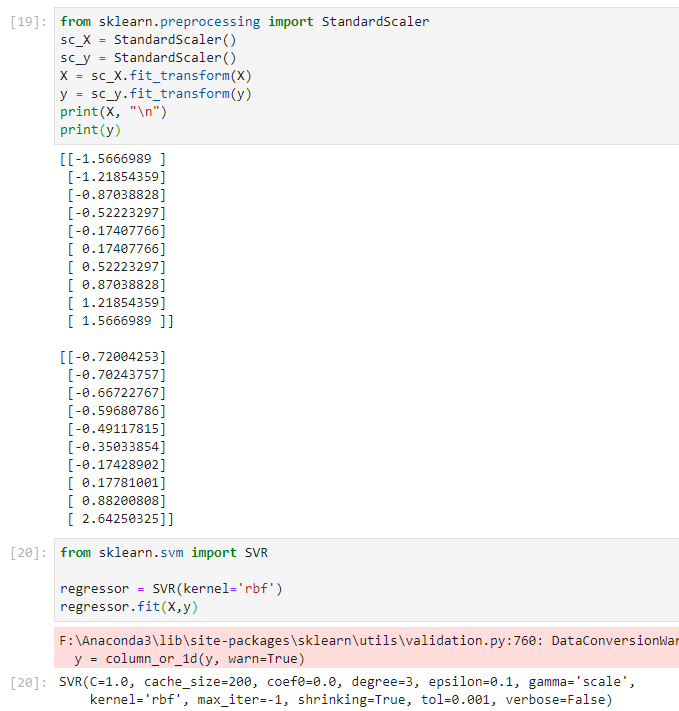 [19]: from sklearn.preprocessing import StandardScaler
sc_X = StandardScaler()
sc_y = StandardScaler()
X = sc_X.fit_transform(X)
y = sc_y.fit_transform(y)
print(X, "\n")
print(y)
[[-1.5666989 ]
[-1.21854359]
[-0.87038828]
[-0.52223297]
[-0.17407766]
[ 0.17407766]
[ 0.52223297]
[ 0.87038828]
[ 1.21854359]
[ 1.5666989 ]]
[[-0.72004253]
[-0.70243757]
[-0.66722767]
[-0.59680786]
[-0.49117815]
[-0.35033854]
[-0.17428902]
[ 0.17781001]
[ 0.88200808]
[ 2.64250325]]
[20]: from sklearn.svm import SVR
regressor = SVR(kernel='rbf')
regressor.fit(X,y)
F:\Anaconda3\lib\site-packages\sklearn\utils\validation.py:760: DataConversionWar
y = column_or_1d(y, warn=True)
[20]: SVR(C=1.0, cache_size=200, coef0=0.0, degree=3, epsilon=0.1, gamma='scale',
kernel='rbf', max_iter=-1, shrinking=True, tol=0.001, verbose=False)